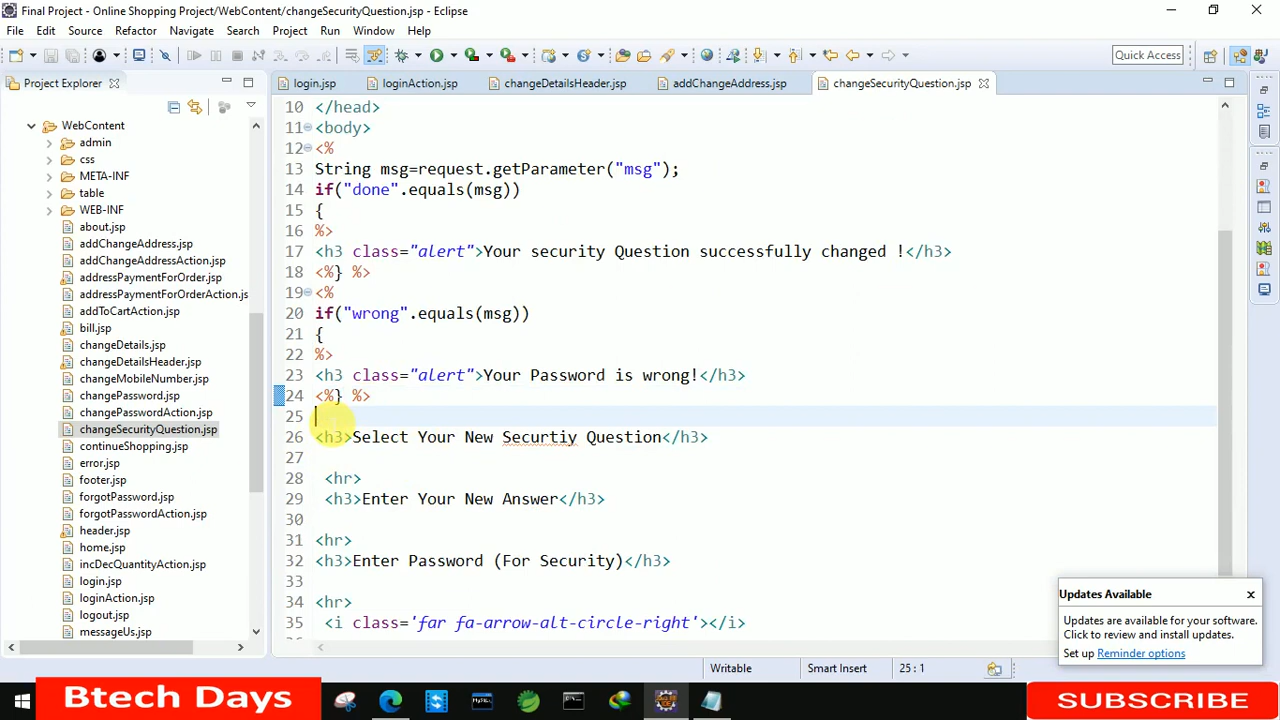 Final Project - Online Shopping Project/WebContent/changeSecurityQuestion.jsp - Eclipse
File Edit Source Refactor Navigate Search Project Run Window Help
Quick Access
Project Explorer
login.jsp
loginAction.jsp
changeDetailsHeader.jsp
addChangeAddress.jsp
changeSecurityQuestion.jsp
WebContent
admin
css
META-INF
table
WEB-INF
about.jsp
addChangeAddress.jsp
addChangeAddressAction.jsp
addressPaymentForOrder.jsp
addressPaymentForOrderAction.js
addToCartAction.jsp
bill.jsp
changeDetails.jsp
changeDetailsHeader.jsp
changeMobileNumber.jsp
changePassword.jsp
changePasswordAction.jsp
changeSecurityQuestion.jsp
continueShopping.jsp
error.jsp
footer.jsp
forgotPassword.jsp
forgotPasswordAction.jsp
header.jsp
home.jsp
incDecQuantityAction.jsp
login.jsp
loginAction.jsp
logout.jsp
messageUs.jsp
10 </head>
11 <body>
12 <%
13 String msg=request.getParameter("msg");
14 if("done".equals(msg))
15 {
16 %>
17 <h3 class="alert">Your security Question successfully changed !</h3>
18 <%} %>
19 <%
20 if("wrong".equals(msg))
21 {
22 %>
23 <h3 class="alert">Your Password is wrong!</h3>
24 <%} %>
25
26 <h3>Select Your New Securtiy Question</h3>
27
28 <hr>
29 <h3>Enter Your New Answer</h3>
30
31 <hr>
32 <h3>Enter Password (For Security)</h3>
33
34 <hr>
35 <i class='far fa-arrow-alt-circle-right'></i>
Updates Available
Updates are available for your software.
Click to review and install updates.
Set up Reminder options
Writable
Smart Insert
25 : 1
Btech Days
SUBSCRIBE